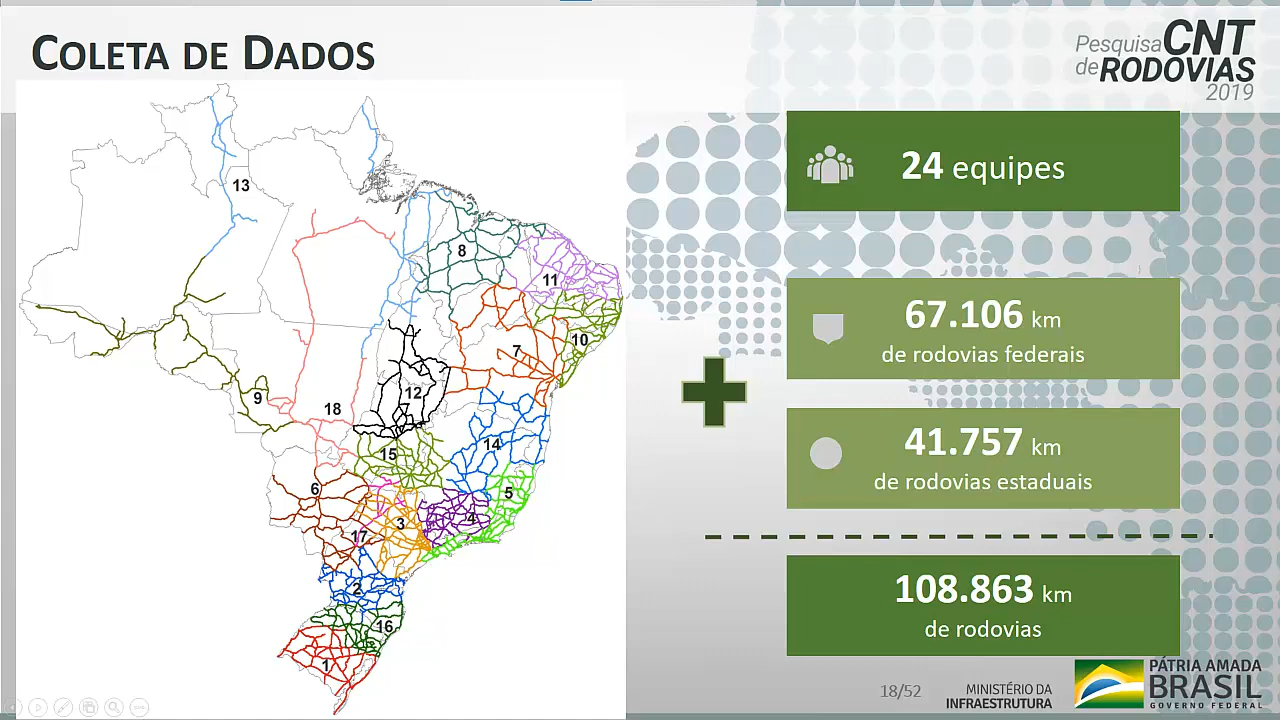 COLETA DE DADOS
Pesquisa CNT
de RODOVIAS
2019
13
8
11
10
7
9
18
12
14
15
6
5
3
4
17
2
16
1
24 equipes
67.106 km
de rodovias federais
41.757 km
de rodovias estaduais
108.863 km
de rodovias
18/52
MINISTÉRIO DA
INFRAESTRUTURA
PÁTRIA AMADA
BRASIL
GOVERNO FEDERAL